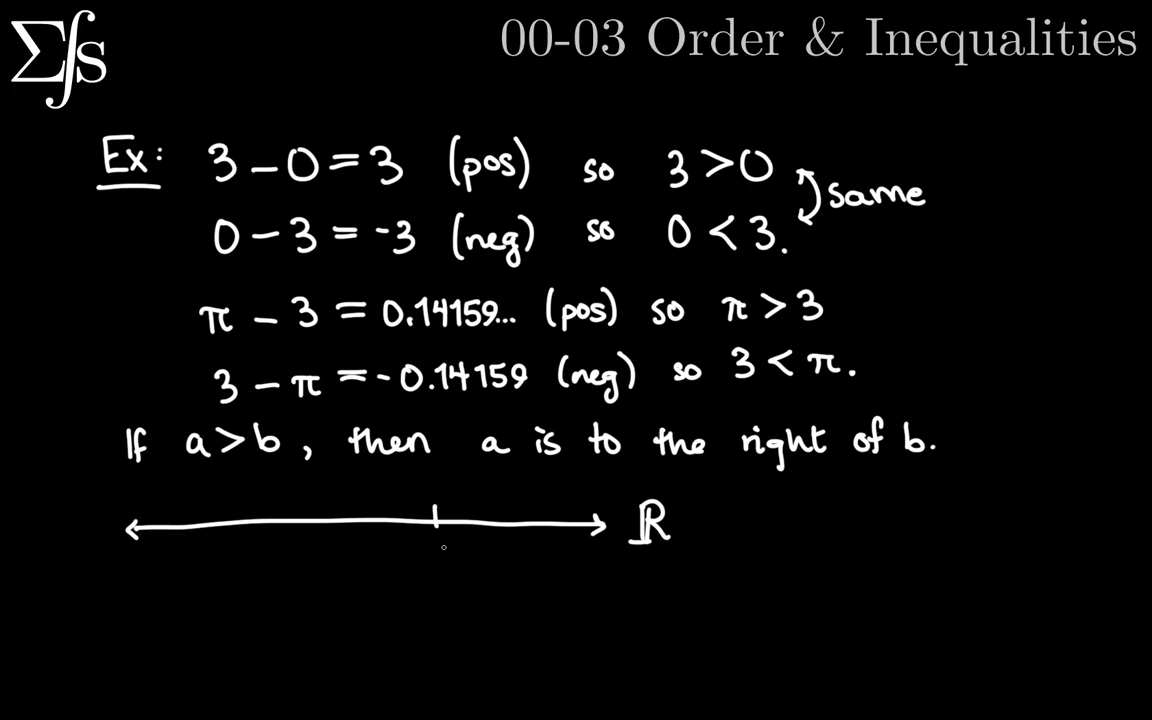 Σ∫S
00-03 Order & Inequalities
Ex: 3 - 0 = 3 (pos) so 3 > 0
same
0 - 3 = -3 (neg) so 0 < 3.
π - 3 = 0.14159... (pos) so π > 3
3 - π = - 0.14159 (neg) so 3 < π.
If a > b, then a is to the right of b.
ℝ